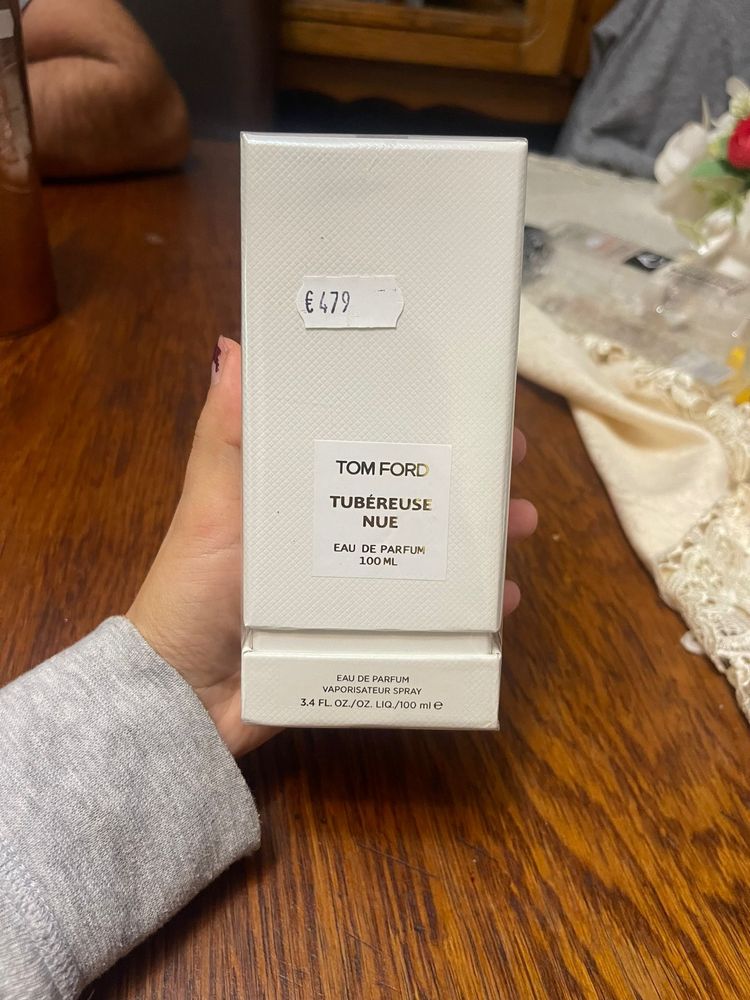 €479
TOM FORD
TUBÉREUSE
NUE
EAU DE PARFUM
100 ML
EAU DE PARFUM
VAPORISATEUR SPRAY
3.4 FL. OZ./OZ. LIQ./100 ml ℮